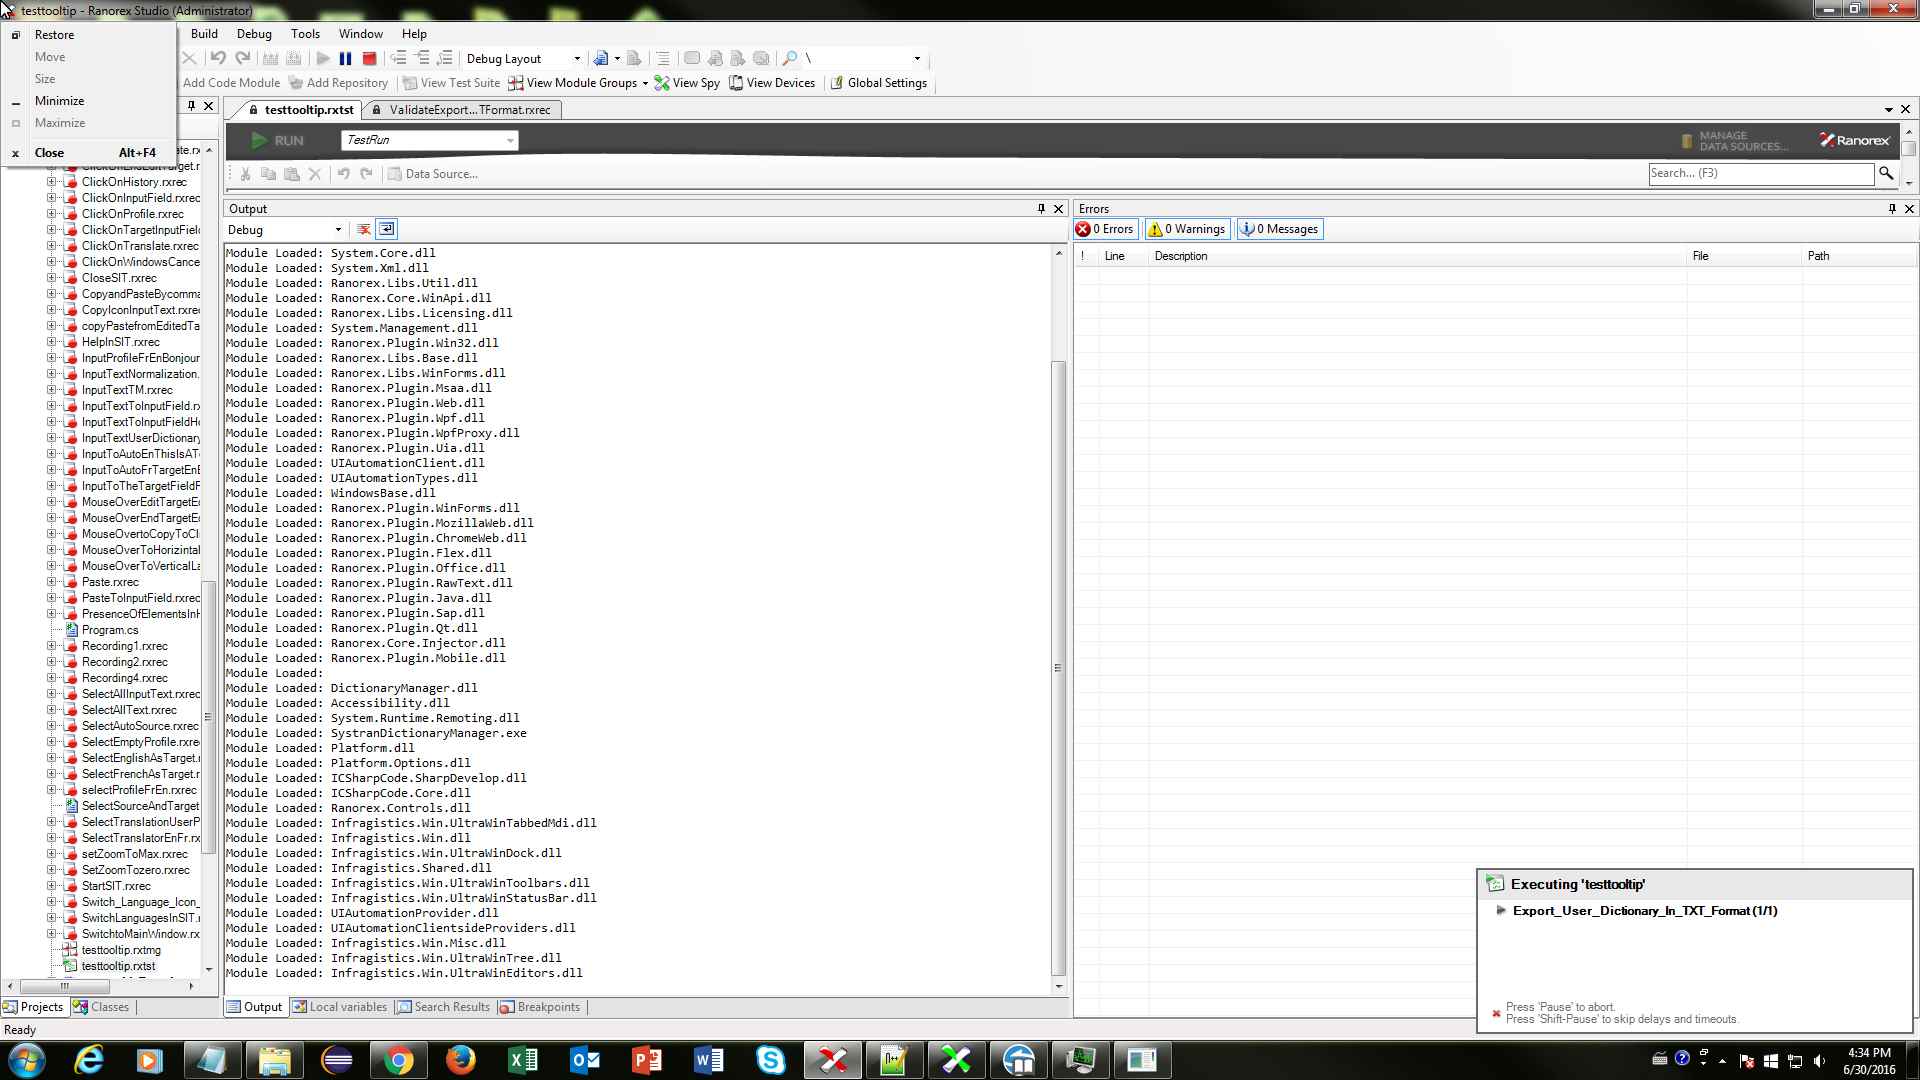 testtooltip - Ranorex Studio (Administrator)
Restore
Move
Size
Minimize
Maximize
Close Alt+F4
Build Debug Tools Window Help
Debug Layout \
Add Code Module Add Repository View Test Suite View Module Groups View Spy View Devices Global Settings
testtooltip.rxtst ValidateExport...TFormat.rxrec
RUN TestRun
MANAGE
DATA SOURCES...
Ranorex
Data Source...
Search... (F3)
ClickOnHistory.rxrec
ClickOnInputField.rxrec
ClickOnProfile.rxrec
ClickOnTargetInputField
ClickOnTranslate.rxrec
ClickOnWindowsCance
CloseSIT.rxrec
CopyandPasteBycomma
CopyIconInputText.rxrec
copyPastefromEditedTa
HelpInSIT.rxrec
InputProfileFrEnBonjour
InputTextNormalization.
InputTextTM.rxrec
InputTextToInputField.rx
InputTextToInputFieldH
InputTextUserDictionary
InputToAutoEnThisIsAT
InputToAutoFrTargetEnE
InputToTheTargetFieldF
MouseOverEditTargetE
MouseOverEndTargetE
MouseOvertoCopyToCl
MouseOverToHorizintal
MouseOverToVerticalLa
Paste.rxrec
PasteToInputField.rxrec
PresenceOfElementsInH
Program.cs
Recording1.rxrec
Recording2.rxrec
Recording4.rxrec
SelectAllInputText.rxrec
SelectAllText.rxrec
SelectAutoSource.rxrec
SelectEmptyProfile.rxre
SelectEnglishAsTarget.
SelectFrenchAsTarget.r
selectProfileFrEn.rxrec
SelectSourceAndTarget
SelectTranslationUserP
SelectTranslatorEnFr.rx
setZoomToMax.rxrec
SetZoomTozero.rxrec
StartSIT.rxrec
Switch_Language_Icon_
SwitchLanguagesInSIT.r
SwitchtoMainWindow.rx
testtooltip.rxtmg
testtooltip.rxtst
Projects Classes
Output
Debug
Module Loaded: System.Core.dll
Module Loaded: System.Xml.dll
Module Loaded: Ranorex.Libs.Util.dll
Module Loaded: Ranorex.Core.WinApi.dll
Module Loaded: Ranorex.Libs.Licensing.dll
Module Loaded: System.Management.dll
Module Loaded: Ranorex.Plugin.Win32.dll
Module Loaded: Ranorex.Libs.Base.dll
Module Loaded: Ranorex.Libs.WinForms.dll
Module Loaded: Ranorex.Plugin.Msaa.dll
Module Loaded: Ranorex.Plugin.Web.dll
Module Loaded: Ranorex.Plugin.Wpf.dll
Module Loaded: Ranorex.Plugin.WpfProxy.dll
Module Loaded: Ranorex.Plugin.Uia.dll
Module Loaded: UIAutomationClient.dll
Module Loaded: UIAutomationTypes.dll
Module Loaded: WindowsBase.dll
Module Loaded: Ranorex.Plugin.WinForms.dll
Module Loaded: Ranorex.Plugin.MozillaWeb.dll
Module Loaded: Ranorex.Plugin.ChromeWeb.dll
Module Loaded: Ranorex.Plugin.Flex.dll
Module Loaded: Ranorex.Plugin.Office.dll
Module Loaded: Ranorex.Plugin.RawText.dll
Module Loaded: Ranorex.Plugin.Java.dll
Module Loaded: Ranorex.Plugin.Sap.dll
Module Loaded: Ranorex.Plugin.Qt.dll
Module Loaded: Ranorex.Core.Injector.dll
Module Loaded: Ranorex.Plugin.Mobile.dll
Module Loaded:
Module Loaded: DictionaryManager.dll
Module Loaded: Accessibility.dll
Module Loaded: System.Runtime.Remoting.dll
Module Loaded: SystranDictionaryManager.exe
Module Loaded: Platform.dll
Module Loaded: Platform.Options.dll
Module Loaded: ICSharpCode.SharpDevelop.dll
Module Loaded: ICSharpCode.Core.dll
Module Loaded: Ranorex.Controls.dll
Module Loaded: Infragistics.Win.UltraWinTabbedMdi.dll
Module Loaded: Infragistics.Win.dll
Module Loaded: Infragistics.Win.UltraWinDock.dll
Module Loaded: Infragistics.Shared.dll
Module Loaded: Infragistics.Win.UltraWinToolbars.dll
Module Loaded: Infragistics.Win.UltraWinStatusBar.dll
Module Loaded: UIAutomationProvider.dll
Module Loaded: UIAutomationClientsideProviders.dll
Module Loaded: Infragistics.Win.Misc.dll
Module Loaded: Infragistics.Win.UltraWinTree.dll
Module Loaded: Infragistics.Win.UltraWinEditors.dll
Output Local variables Search Results Breakpoints
Errors
0 Errors 0 Warnings 0 Messages
! Line Description File Path
Executing 'testtooltip'
Export_User_Dictionary_In_TXT_Format (1/1)
Press 'Pause' to abort.
Press 'Shift-Pause' to skip delays and timeouts.
Ready
4:34 PM
6/30/2016